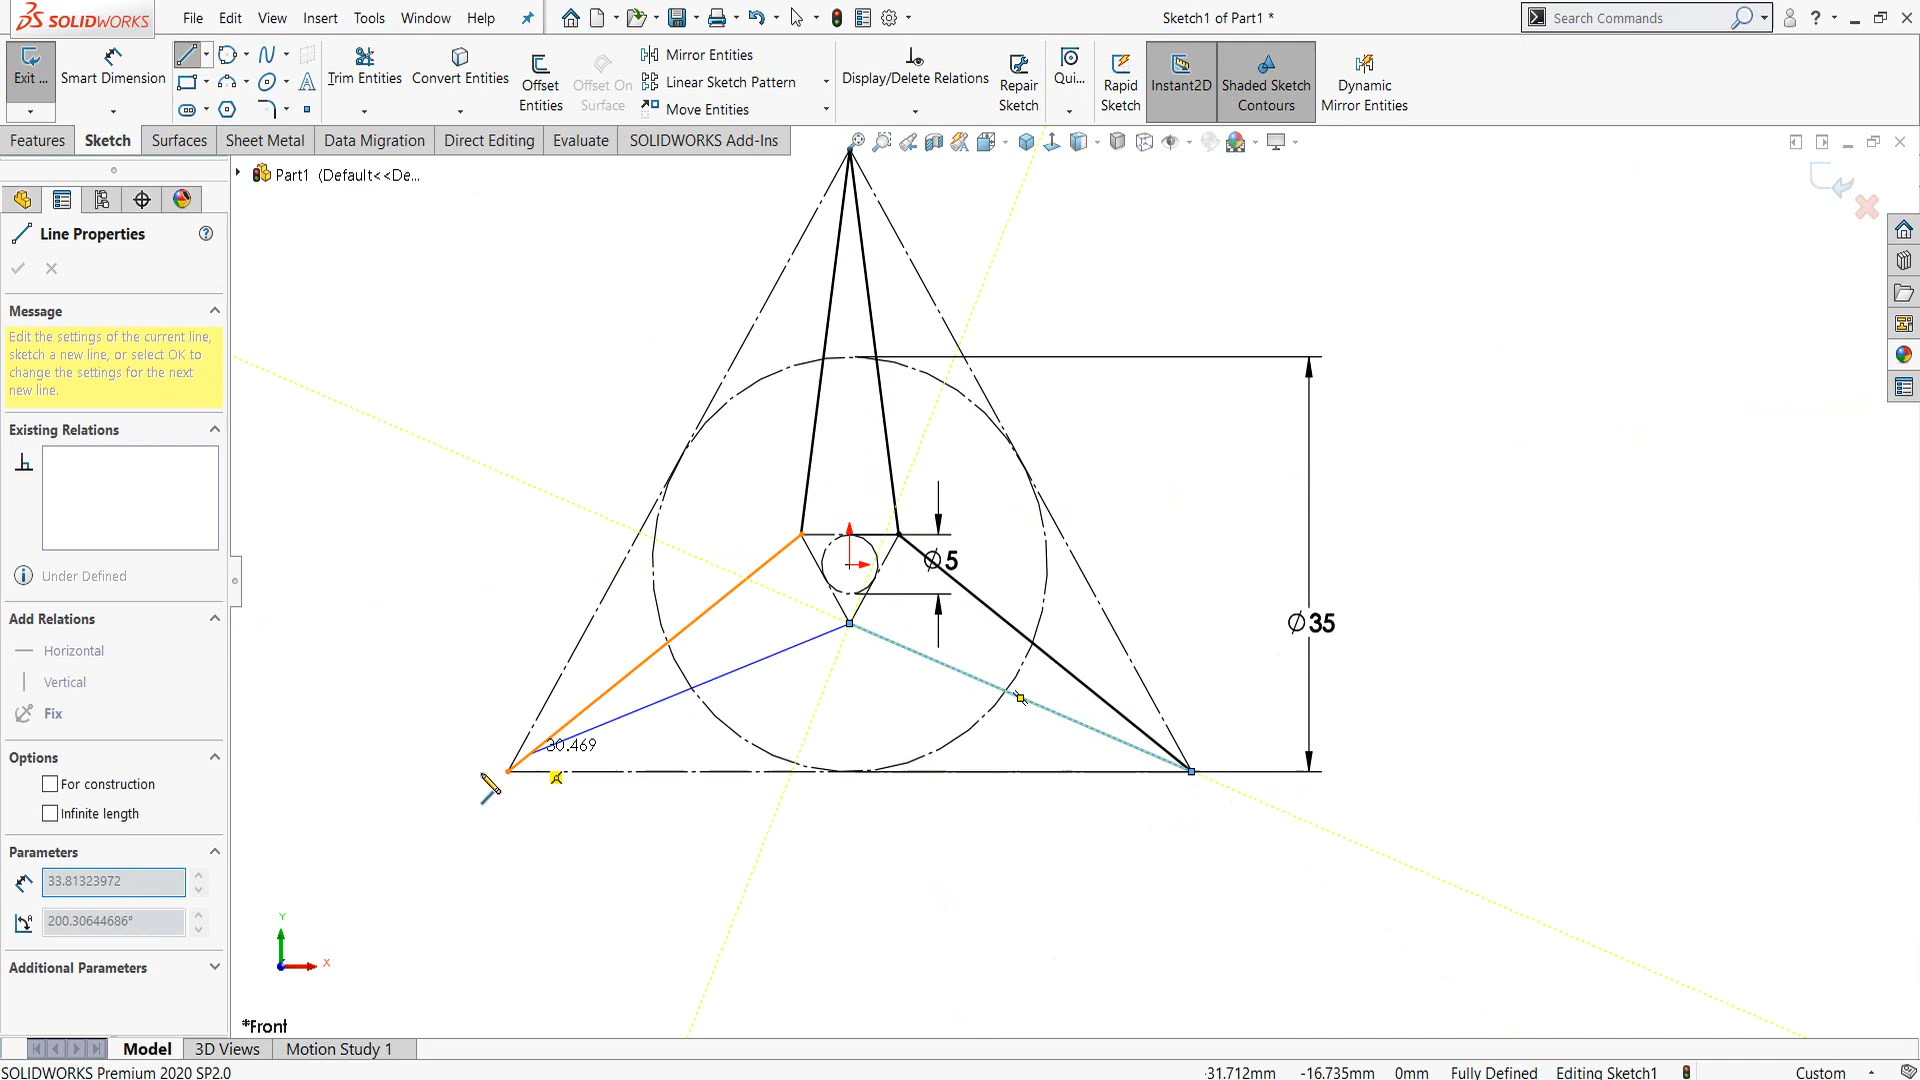 SOLIDWORKS
File Edit View Insert Tools Window Help
Sketch1 of Part1 *
Search Commands
Exit ...
Smart Dimension
Trim Entities
Convert Entities
Offset Entities
Offset On Surface
Mirror Entities
Linear Sketch Pattern
Move Entities
Display/Delete Relations
Repair Sketch
Qui...
Rapid Sketch
Instant2D
Shaded Sketch Contours
Dynamic Mirror Entities
Features Sketch Surfaces Sheet Metal Data Migration Direct Editing Evaluate SOLIDWORKS Add-Ins
Part1 (Default<<De...
Line Properties
Message
Edit the settings of the current line,
sketch a new line, or select OK to
change the settings for the next
new line.
Existing Relations
Under Defined
Add Relations
Horizontal
Vertical
Fix
Options
For construction
Infinite length
Parameters
33.81323972
200.30644686°
Additional Parameters
∅5
∅35
30.469
Y
X
*Front
Model 3D Views Motion Study 1
SOLIDWORKS Premium 2020 SP2.0
-31.712mm -16.735mm 0mm Fully Defined Editing Sketch1 Custom